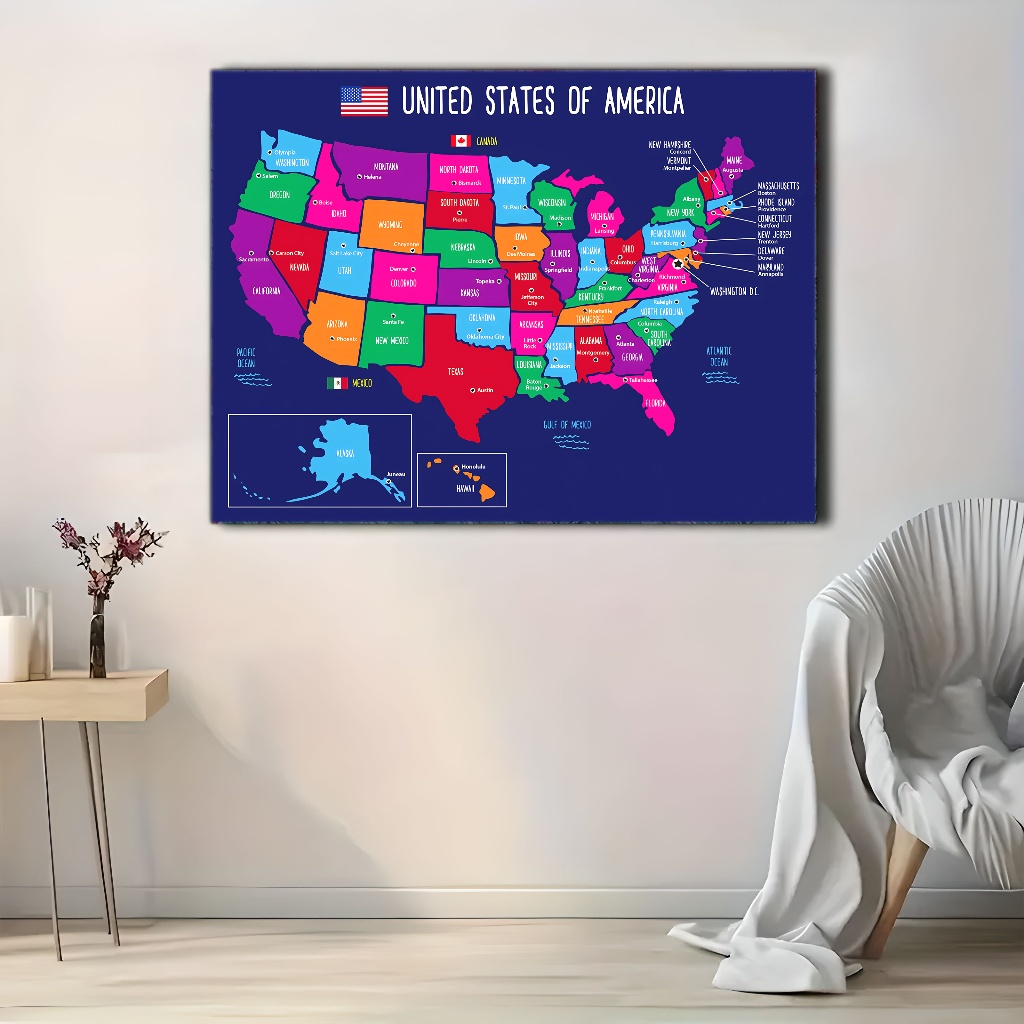 UNITED STATES OF AMERICA
CANADA
Olympia
WASHINGTON
Salem
OREGON
Boise
IDAHO
MONTANA
Helena
NORTH DAKOTA
Bismarck
SOUTH DAKOTA
Pierre
MINNESOTA
St.Paul
WISCONSIN
Madison
MICHIGAN
Lansing
NEW HAMPSHIRE
Concord
VERMONT
Montpelier
MAINE
Augusta
MASSACHUSETTS
Boston
RHODE ISLAND
Providence
CONNECTICUT
Hartford
NEW JERSEY
Trenton
DELAWARE
Dover
MARYLAND
Annapolis
WASHINGTON D.C.
Albany
NEW YORK
PENNSYLVANIA
Harrisburg
WYOMING
Cheyenne
NEBRASKA
Lincoln
IOWA
Des Moines
ILLINOIS
Springfield
INDIANA
Indianapolis
OHIO
Columbus
WEST
VIRGINIA
Charleston
Richmond
VIRGINIA
Sacramento
CALIFORNIA
Carson City
NEVADA
Salt Lake City
UTAH
Denver
COLORADO
Topeka
KANSAS
MISSOURI
Jefferson
City
Frankfort
KENTUCKY
Nashville
TENNESSEE
Raleigh
NORTH CAROLINA
Columbia
SOUTH
CAROLINA
ARIZONA
Phoenix
Santa Fe
NEW MEXICO
OKLAHOMA
Oklahoma City
ARKANSAS
Little
Rock
MISSISSIPPI
Jackson
ALABAMA
Montgomery
Atlanta
GEORGIA
TEXAS
Austin
LOUISIANA
Baton
Rouge
Tallahassee
FLORIDA
PACIFIC
OCEAN
ATLANTIC
OCEAN
MEXICO
GULF OF MEXICO
ALASKA
Juneau
Honolulu
HAWAII